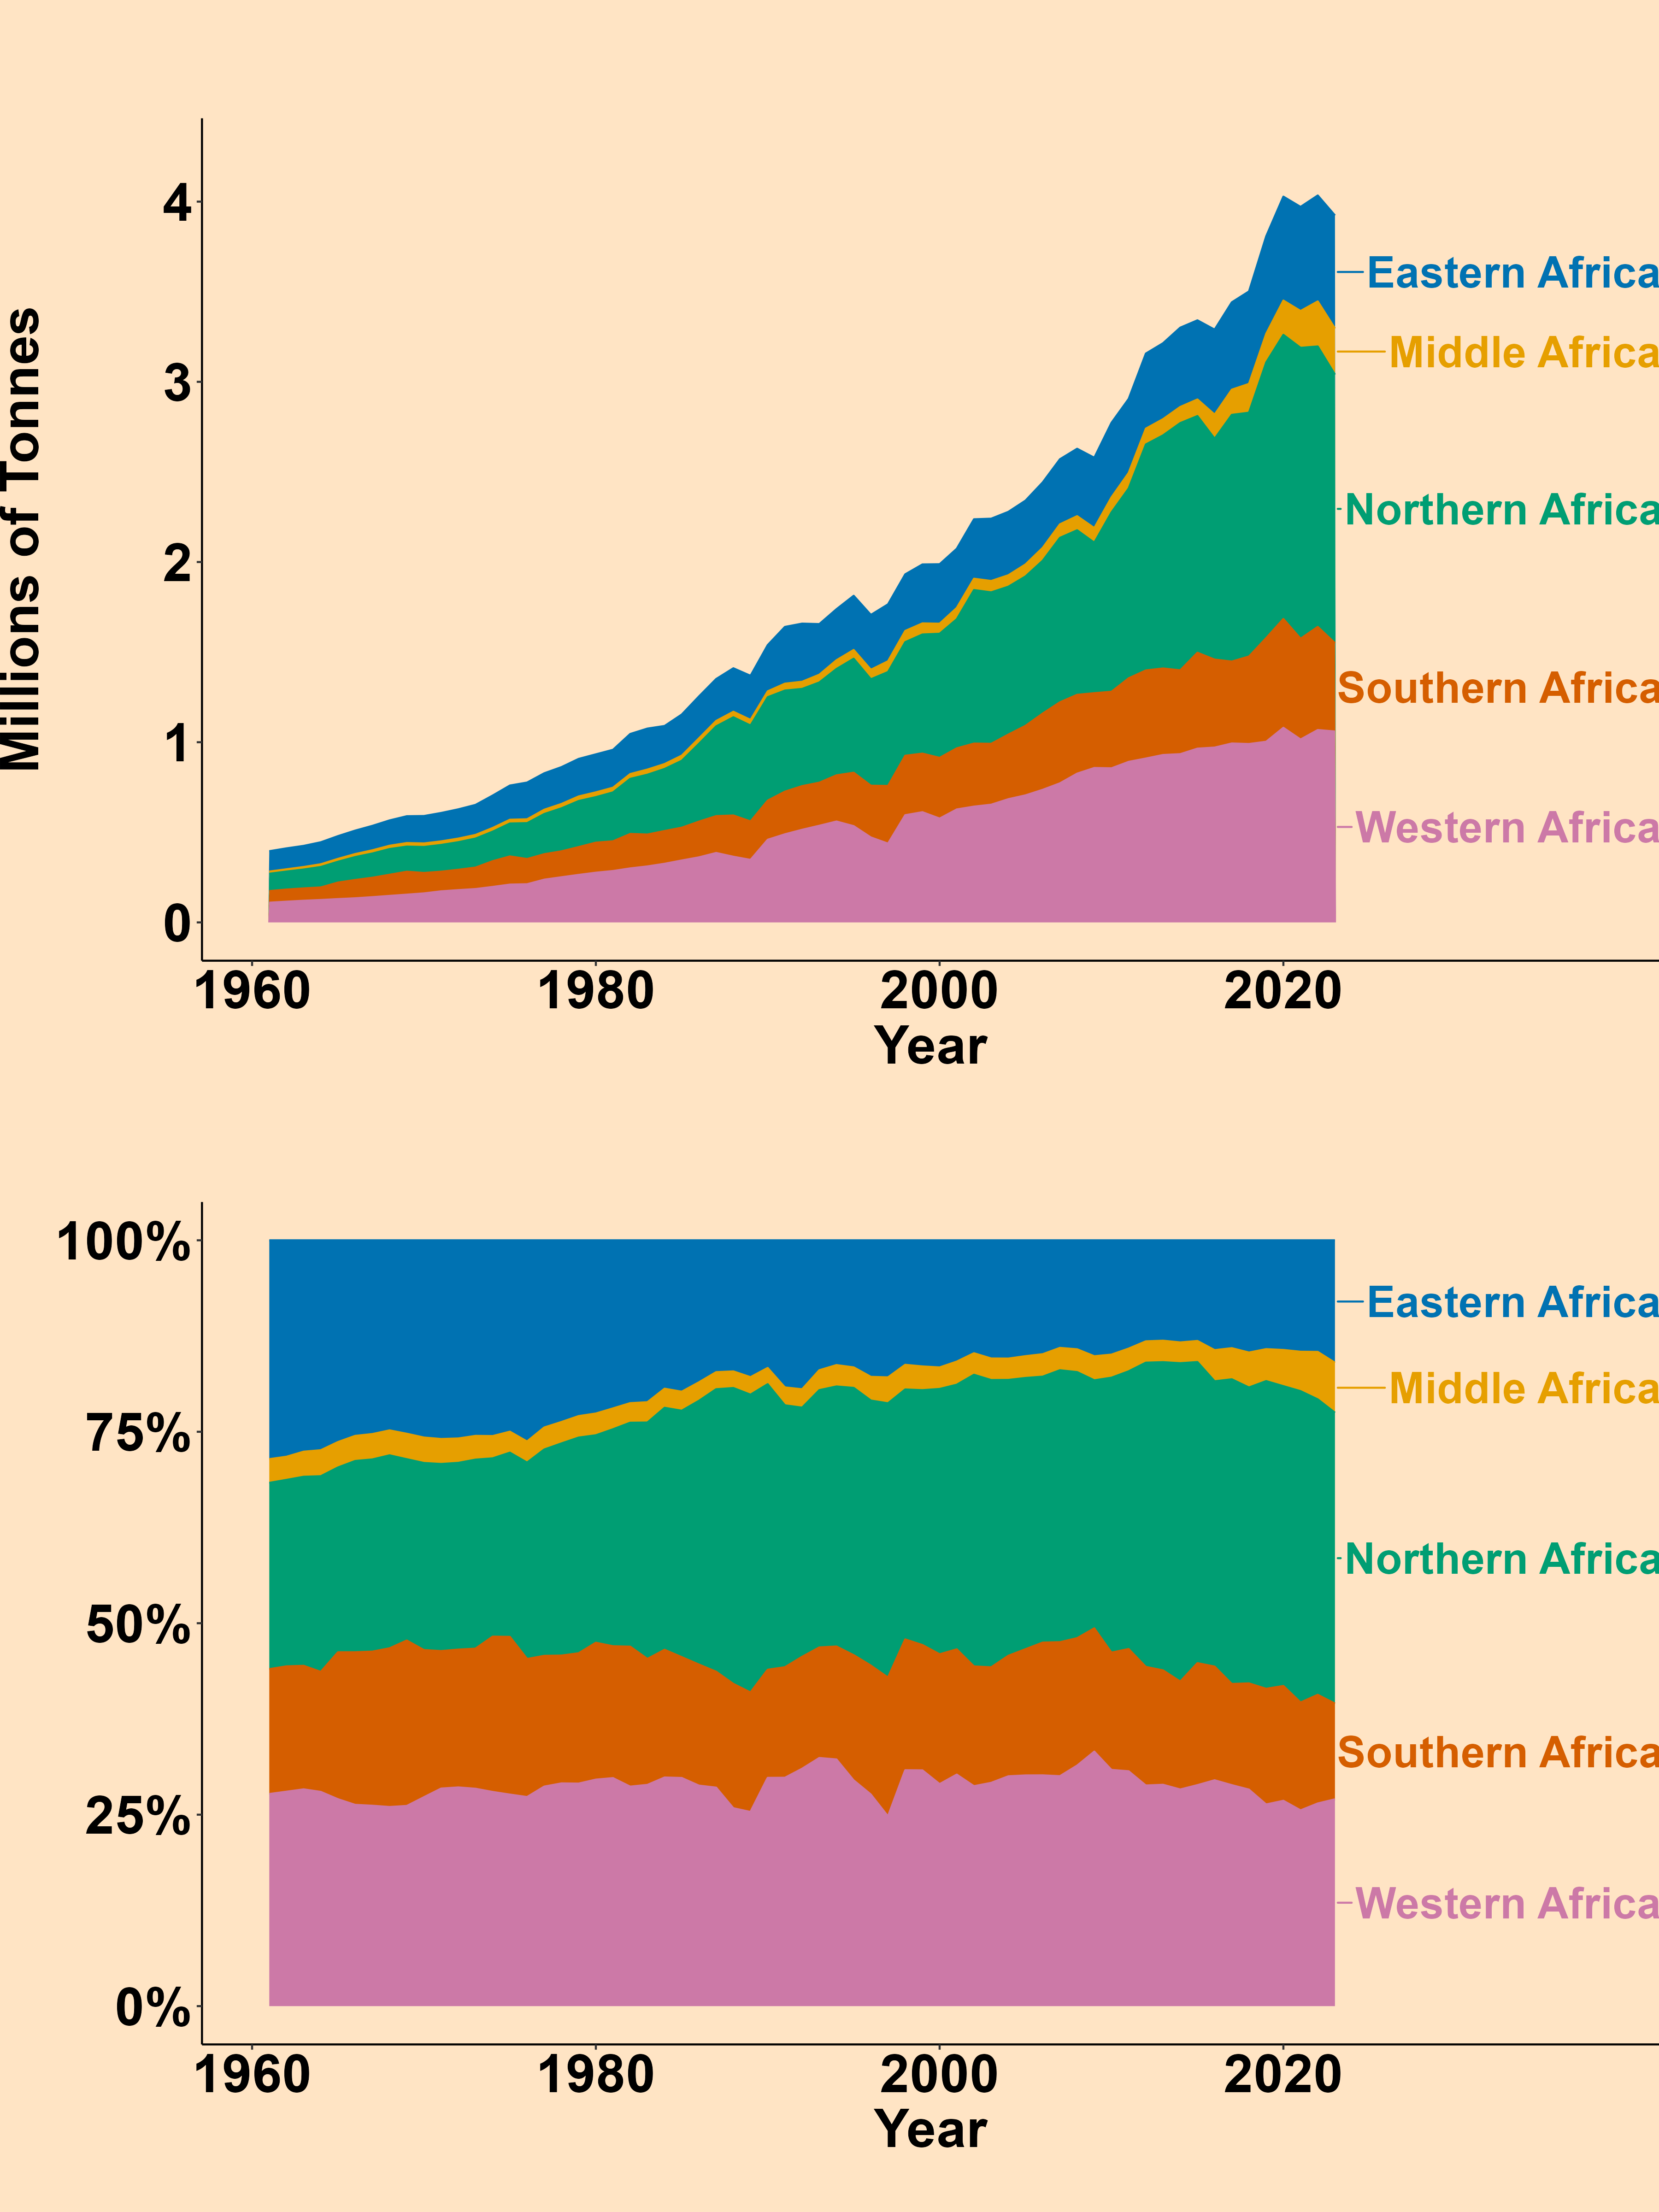 Millions of Tonnes
4
3
2
1
0
1960 1980 2000 2020
Year
Eastern Africa
Middle Africa
Northern Africa
Southern Africa
Western Africa
100%
75%
50%
25%
0%
1960 1980 2000 2020
Year
Eastern Africa
Middle Africa
Northern Africa
Southern Africa
Western Africa